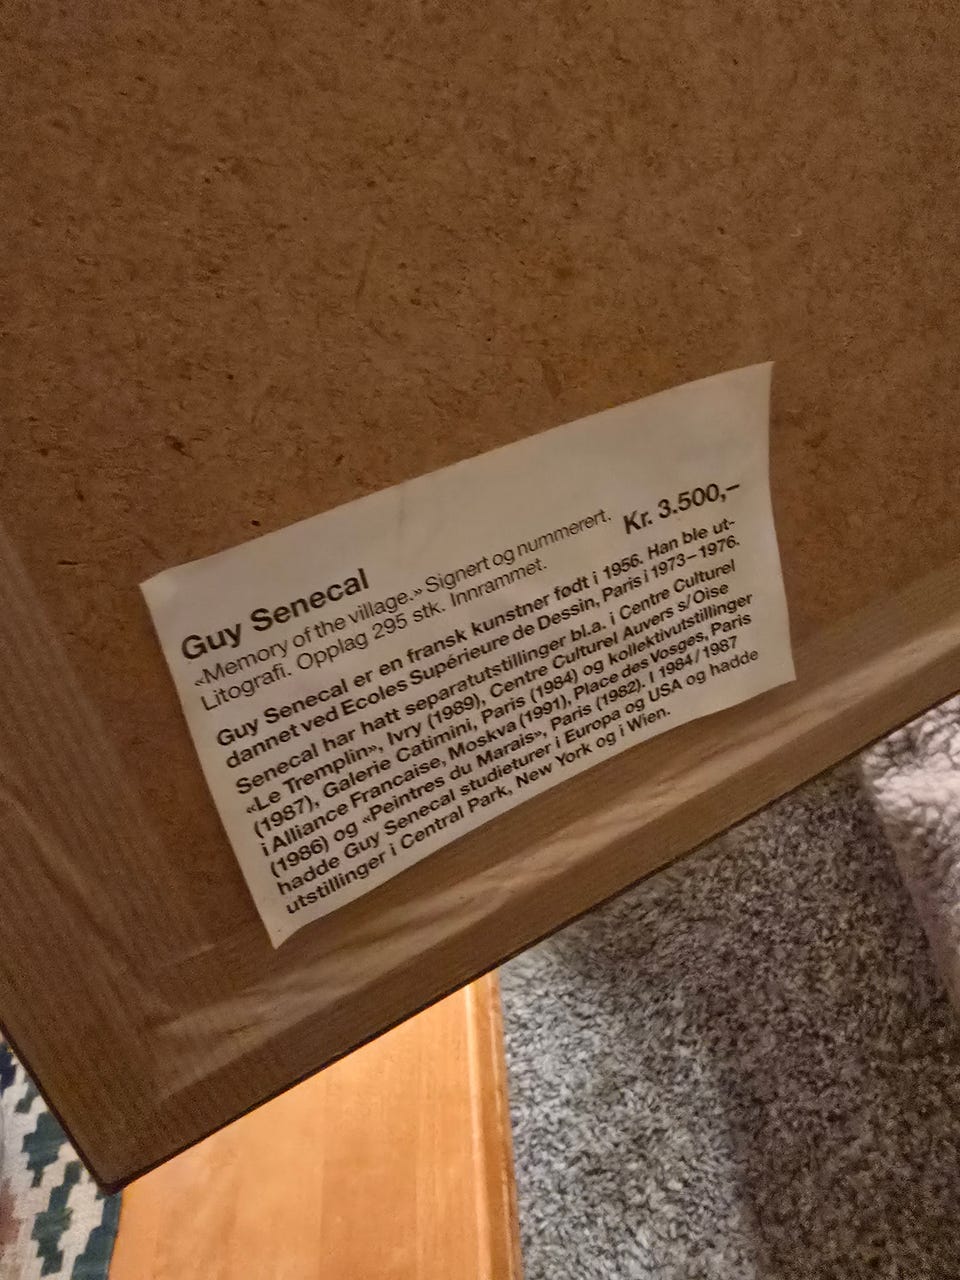 Guy Senecal
«Memory of the village.» Signert og nummerert.
Litografi. Opplag 295 stk. Innrammet.
Kr. 3.500,–
Guy Senecal er en fransk kunstner født i 1956. Han ble ut-
dannet ved Ecoles Supérieure de Dessin, Paris i 1973–1976.
Senecal har hatt separatutstillinger bl.a. i Centre Culturel
«Le Tremplin», Ivry (1989), Centre Culturel Auvers s/Oise
(1987), Galerie Catimini, Paris (1984) og kollektivutstillinger
i Alliance Francaise, Moskva (1991), Place des Vosges, Paris
(1986) og «Peintres du Marais», Paris (1982). I 1984/1987
hadde Guy Senecal studieturer i Europa og USA og hadde
utstillinger i Central Park, New York og i Wien.